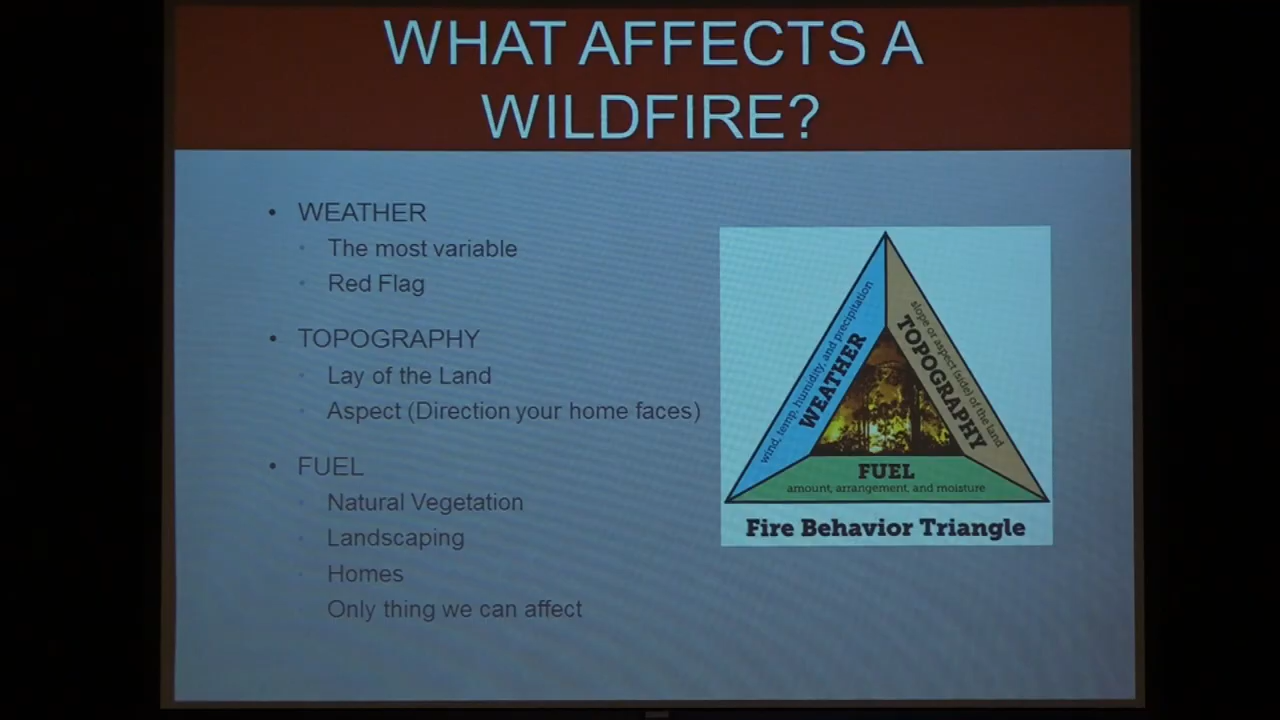 WHAT AFFECTS A
WILDFIRE?
• WEATHER
• The most variable
• Red Flag
• TOPOGRAPHY
• Lay of the Land
• Aspect (Direction your home faces)
• FUEL
• Natural Vegetation
• Landscaping
• Homes
Only thing we can affect
wind, temp, humidity, and precipitation
WEATHER
slope or aspect (side) of the land
TOPOGRAPHY
FUEL
amount, arrangement, and moisture
Fire Behavior Triangle